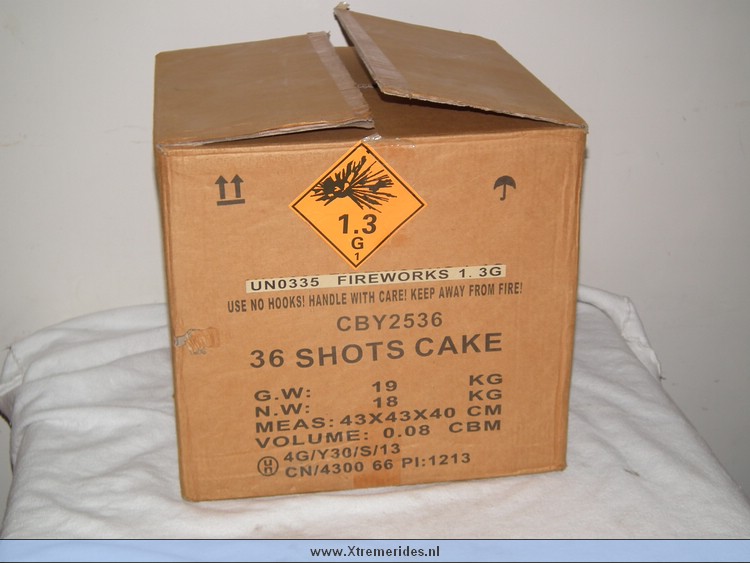 1.3
G
1
UN0335 FIREWORKS 1. 3G
USE NO HOOKS! HANDLE WITH CARE! KEEP AWAY FROM FIRE!
CBY2536
36 SHOTS CAKE
G.W: 19 KG
N.W: 18 KG
MEAS: 43X43X40 CM
VOLUME: 0.08 CBM
un 4G/Y30/S/13
CN/4300 66 PI:1213
www.Xtremerides.nl